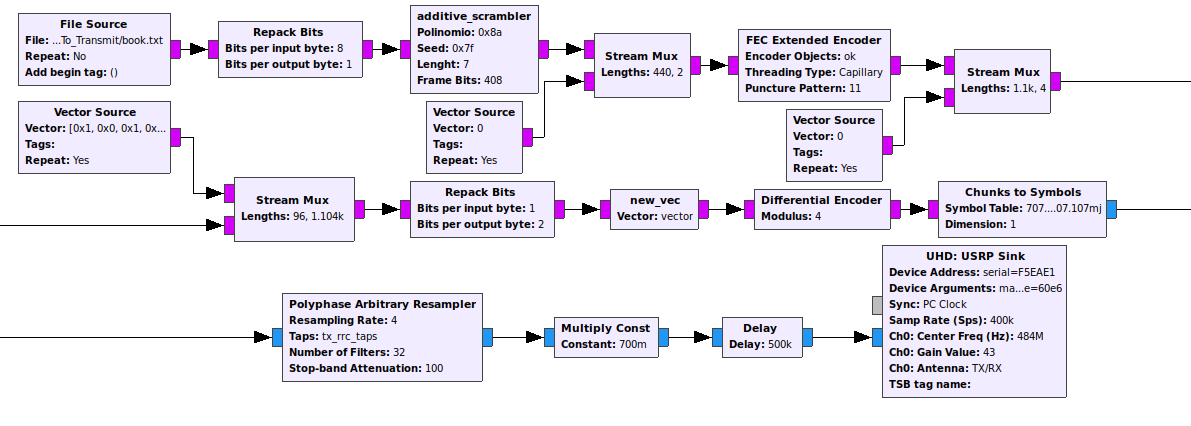 File Source
File: ...To_Transmit/book.txt
Repeat: No
Add begin tag: ()
Repack Bits
Bits per input byte: 8
Bits per output byte: 1
additive_scrambler
Polinomio: 0x8a
Seed: 0x7f
Lenght: 7
Frame Bits: 408
Stream Mux
Lengths: 440, 2
FEC Extended Encoder
Encoder Objects: ok
Threading Type: Capillary
Puncture Pattern: 11
Stream Mux
Lengths: 1.1k, 4
Vector Source
Vector: [0x1, 0x0, 0x1, 0x...
Tags:
Repeat: Yes
Vector Source
Vector: 0
Tags:
Repeat: Yes
Vector Source
Vector: 0
Tags:
Repeat: Yes
Stream Mux
Lengths: 96, 1.104k
Repack Bits
Bits per input byte: 1
Bits per output byte: 2
new_vec
Vector: vector
Differential Encoder
Modulus: 4
Chunks to Symbols
Symbol Table: 707....07.107mj
Dimension: 1
UHD: USRP Sink
Device Address: serial=F5EAE1
Device Arguments: ma...e=60e6
Sync: PC Clock
Samp Rate (Sps): 400k
Ch0: Center Freq (Hz): 484M
Ch0: Gain Value: 43
Ch0: Antenna: TX/RX
TSB tag name:
Polyphase Arbitrary Resampler
Resampling Rate: 4
Taps: tx_rrc_taps
Number of Filters: 32
Stop-band Attenuation: 100
Multiply Const
Constant: 700m
Delay
Delay: 500k